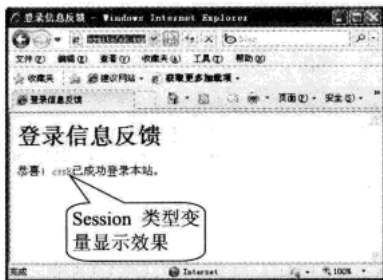 登录信息反馈 - Windows Internet Explorer
文件(F) 编辑(E) 查看(V) 收藏夹(A) 工具(T) 帮助(H)
收藏夹 建议网站 获取更多加载项
登录信息反馈 页面(P) 安全(S)
登录信息反馈
恭喜! 已成功登录本站。
Session 类型变
量显示效果
完成 Internet 100%